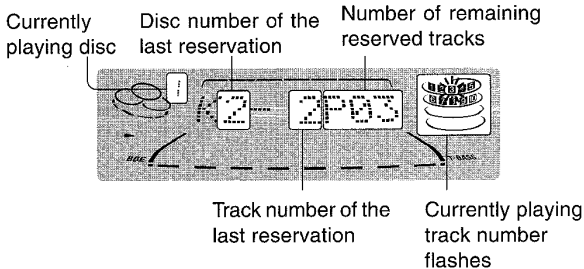 Currently
playing disc
Disc number of the
last reservation
Number of remaining
reserved tracks
1
2-- 2P03
T-BASS
Track number of the
last reservation
Currently playing
track number
flashes